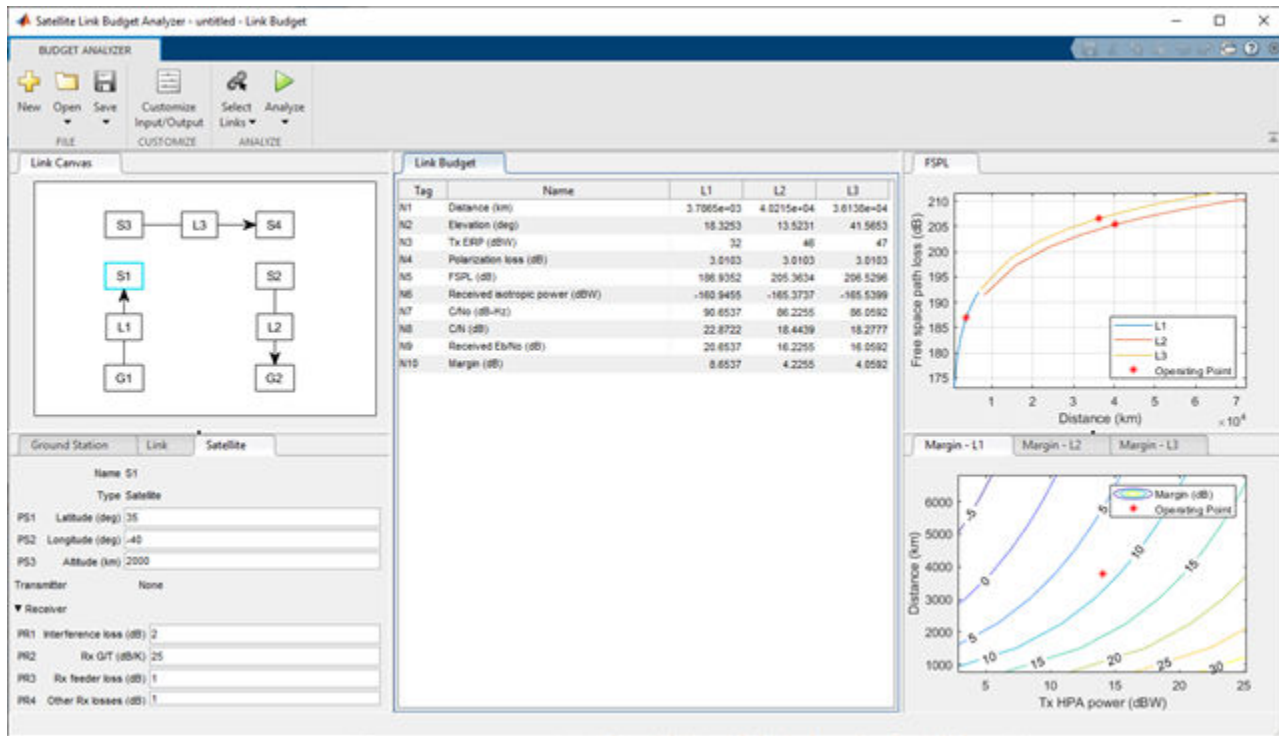 Satellite Link Budget Analyzer - untitled - Link Budget
BUDGET ANALYZER
New Open Save Customize Input/Output Select Links Analyze
FILE CUSTOMIZE ANALYZE
Link Canvas
S3 L3 S4
S1 S2
L1 L2
G1 G2
Ground Station Link Satellite
Name S1
Type Satellite
PS1 Latitude (deg) 35
PS2 Longitude (deg) -40
PS3 Altitude (km) 2000
Transmitter None
Receiver
PR1 Interference loss (dB) 2
PR2 Rx G/T (dB/K) 25
PR3 Rx feeder loss (dB) 1
PR4 Other Rx losses (dB) 1
Link Budget
Tag Name L1 L2 L3
N1 Distance (km) 3.7865e+03 4.0215e+04 3.6138e+04
N2 Elevation (deg) 18.3253 13.5231 41.5653
N3 Tx EIRP (dBW) 32 46 47
N4 Polarization loss (dB) 3.0103 3.0103 3.0103
N5 FSPL (dB) 186.9352 205.3634 206.5296
N6 Received isotropic power (dBW) -160.9455 -165.3737 -165.5399
N7 C/No (dB-Hz) 90.6537 86.2255 86.0592
N8 C/N (dB) 22.8722 18.4439 18.2777
N9 Received Eb/No (dB) 20.6537 16.2255 16.0592
N10 Margin (dB) 8.6537 4.2255 4.0592
FSPL
Free space path loss (dB)
210
205
200
195
190
185
180
175
L1
L2
L3
Operating Point
1 2 3 4 5 6 7
Distance (km) ×10⁴
Margin - L1 Margin - L2 Margin - L3
Distance (km)
6000
5000
4000
3000
2000
1000
Margin (dB)
Operating Point
-5 5
10
0 15
5
10 15 20 25 30
5 10 15 20 25
Tx HPA power (dBW)